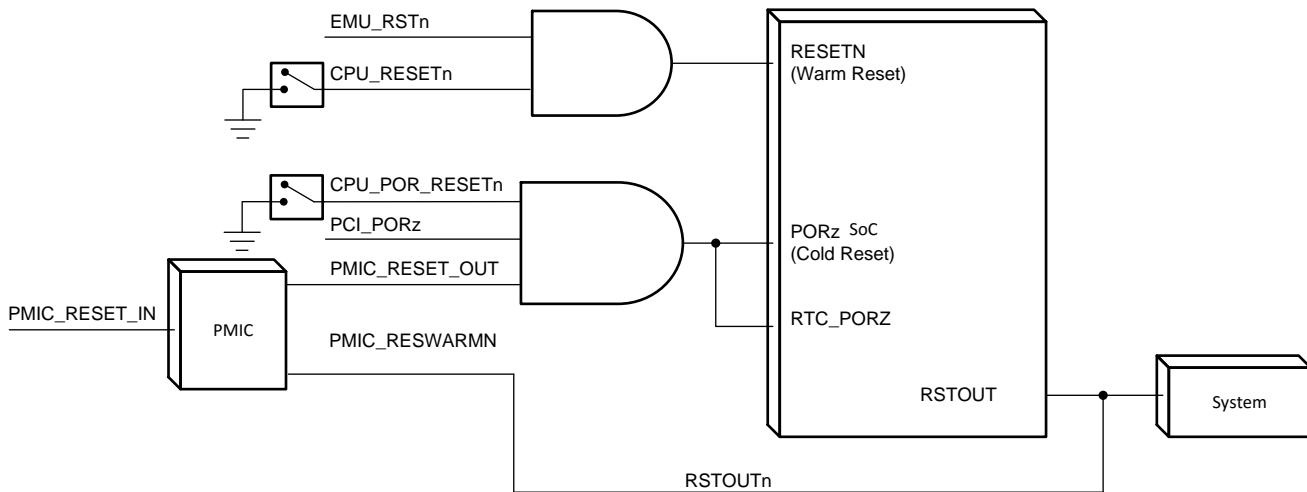 EMU_RSTn
CPU_RESETn
RESETN
(Warm Reset)
CPU_POR_RESETn
PCI_PORz
PMIC_RESET_OUT
PORz SoC
(Cold Reset)
PMIC_RESET_IN
PMIC
PMIC_RESWARMN
RTC_PORZ
RSTOUT
System
RSTOUTn